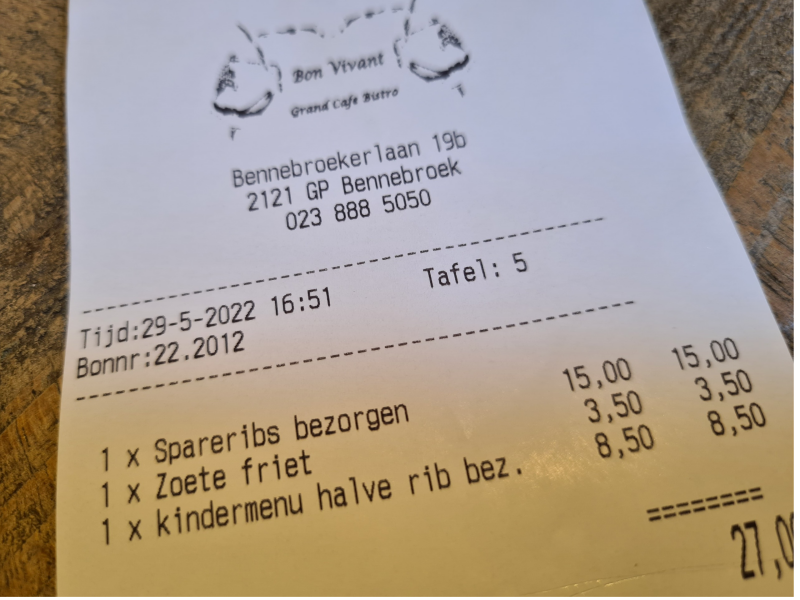 Bon Vivant
Grand Cafe Bistro
Bennebroekerlaan 19b
2121 GP Bennebroek
023 888 5050
Tijd:29-5-2022 16:51 Tafel: 5
Bonnr:22.2012
1 x Spareribs bezorgen 15,00 15,00
1 x Zoete friet 3,50 3,50
1 x kindermenu halve rib bez. 8,50 8,50
========
27,0